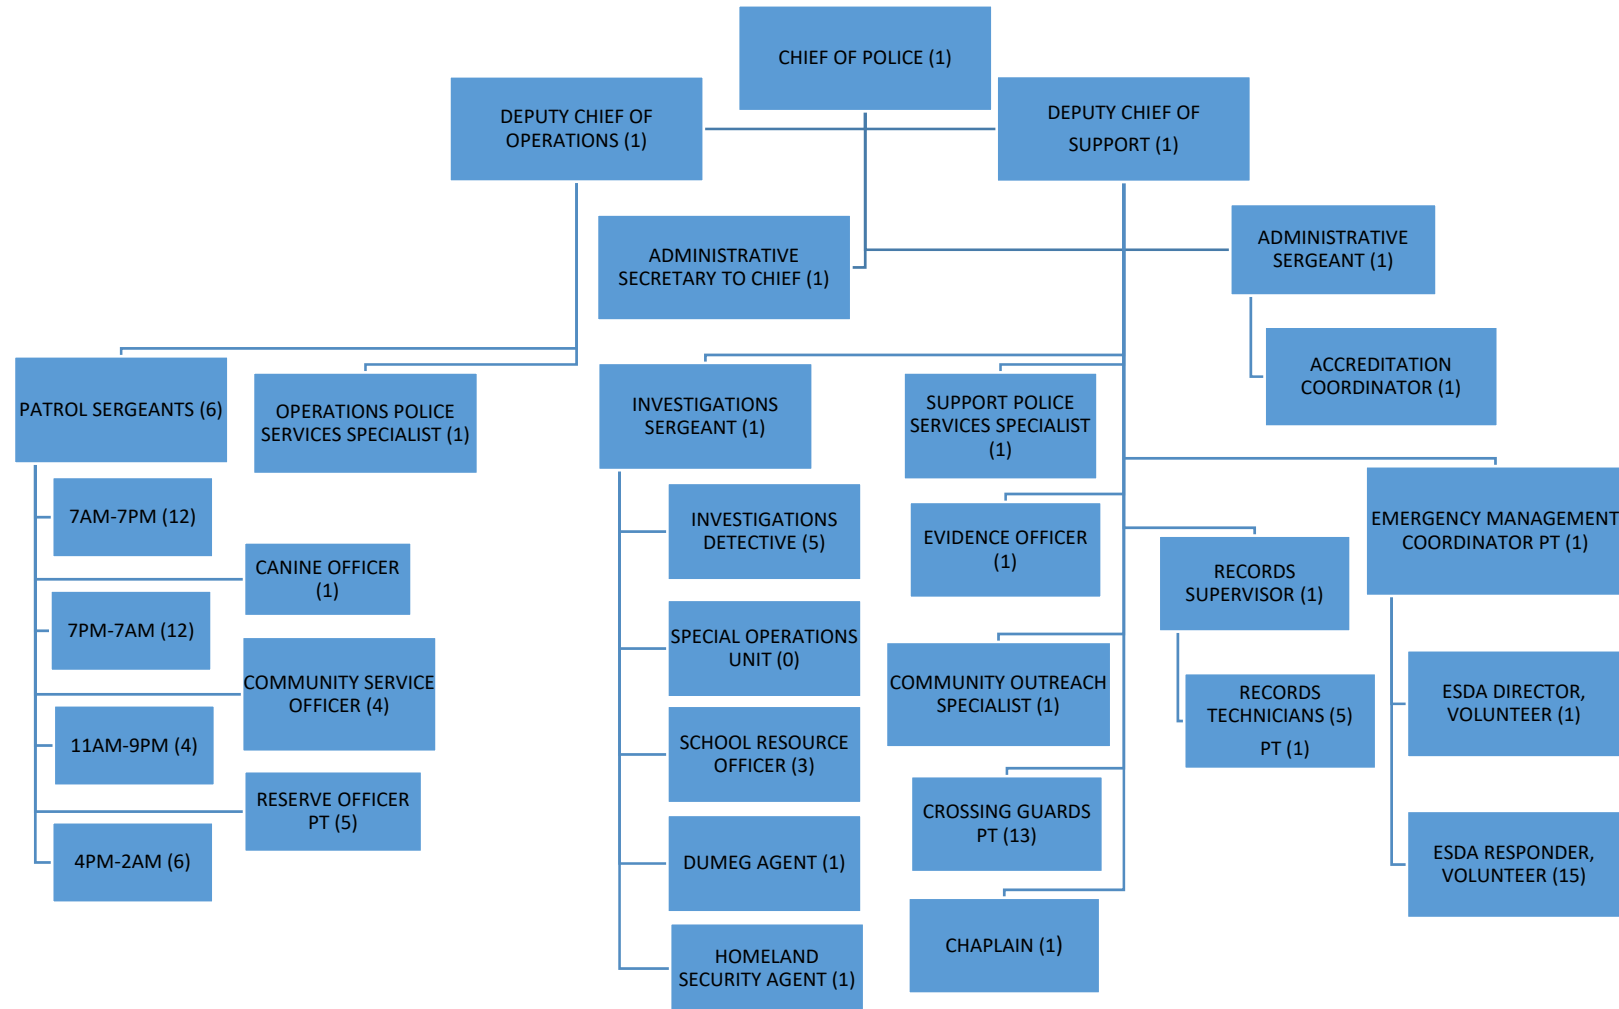 CHIEF OF POLICE (1)
DEPUTY CHIEF OF
OPERATIONS (1)
DEPUTY CHIEF OF
SUPPORT (1)
ADMINISTRATIVE
SECRETARY TO CHIEF (1)
ADMINISTRATIVE
SERGEANT (1)
ACCREDITATION
COORDINATOR (1)
PATROL SERGEANTS (6)
OPERATIONS POLICE
SERVICES SPECIALIST (1)
7AM-7PM (12)
CANINE OFFICER
(1)
7PM-7AM (12)
COMMUNITY SERVICE
OFFICER (4)
11AM-9PM (4)
RESERVE OFFICER
PT (5)
4PM-2AM (6)
INVESTIGATIONS
SERGEANT (1)
INVESTIGATIONS
DETECTIVE (5)
SPECIAL OPERATIONS
UNIT (0)
SCHOOL RESOURCE
OFFICER (3)
DUMEG AGENT (1)
HOMELAND
SECURITY AGENT (1)
SUPPORT POLICE
SERVICES SPECIALIST
(1)
EVIDENCE OFFICER
(1)
COMMUNITY OUTREACH
SPECIALIST (1)
CROSSING GUARDS
PT (13)
CHAPLAIN (1)
RECORDS
SUPERVISOR (1)
RECORDS
TECHNICIANS (5)
PT (1)
EMERGENCY MANAGEMENT
COORDINATOR PT (1)
ESDA DIRECTOR,
VOLUNTEER (1)
ESDA RESPONDER,
VOLUNTEER (15)